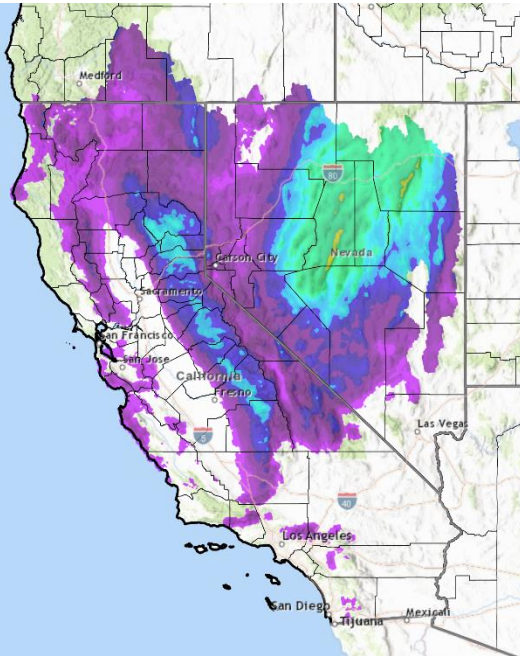 Medford
80
Nevada
Carson City
Sacramento
San Francisco
San Jose
California
Fresno
Las Vegas
5
40
Los Angeles
San Diego
Tijuana
Mexicali